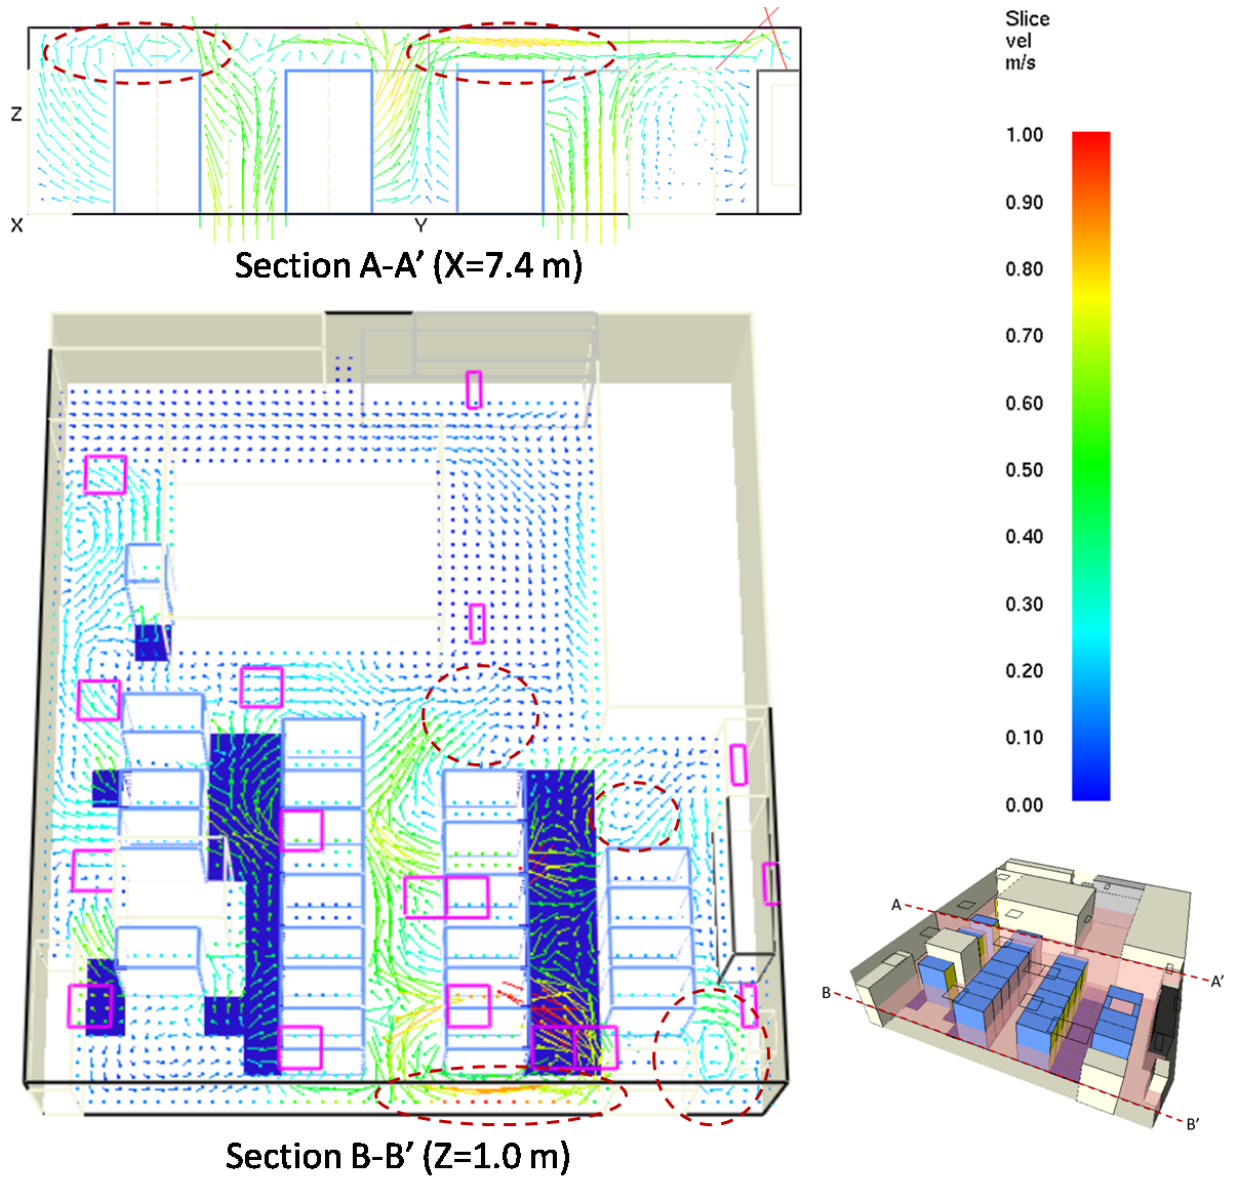 Slice
vel
m/s
Z
X
Y
Section A-A’ (X=7.4 m)
1.00
0.90
0.80
0.70
0.60
0.50
0.40
0.30
0.20
0.10
0.00
A
A’
B
B’
Section B-B’ (Z=1.0 m)